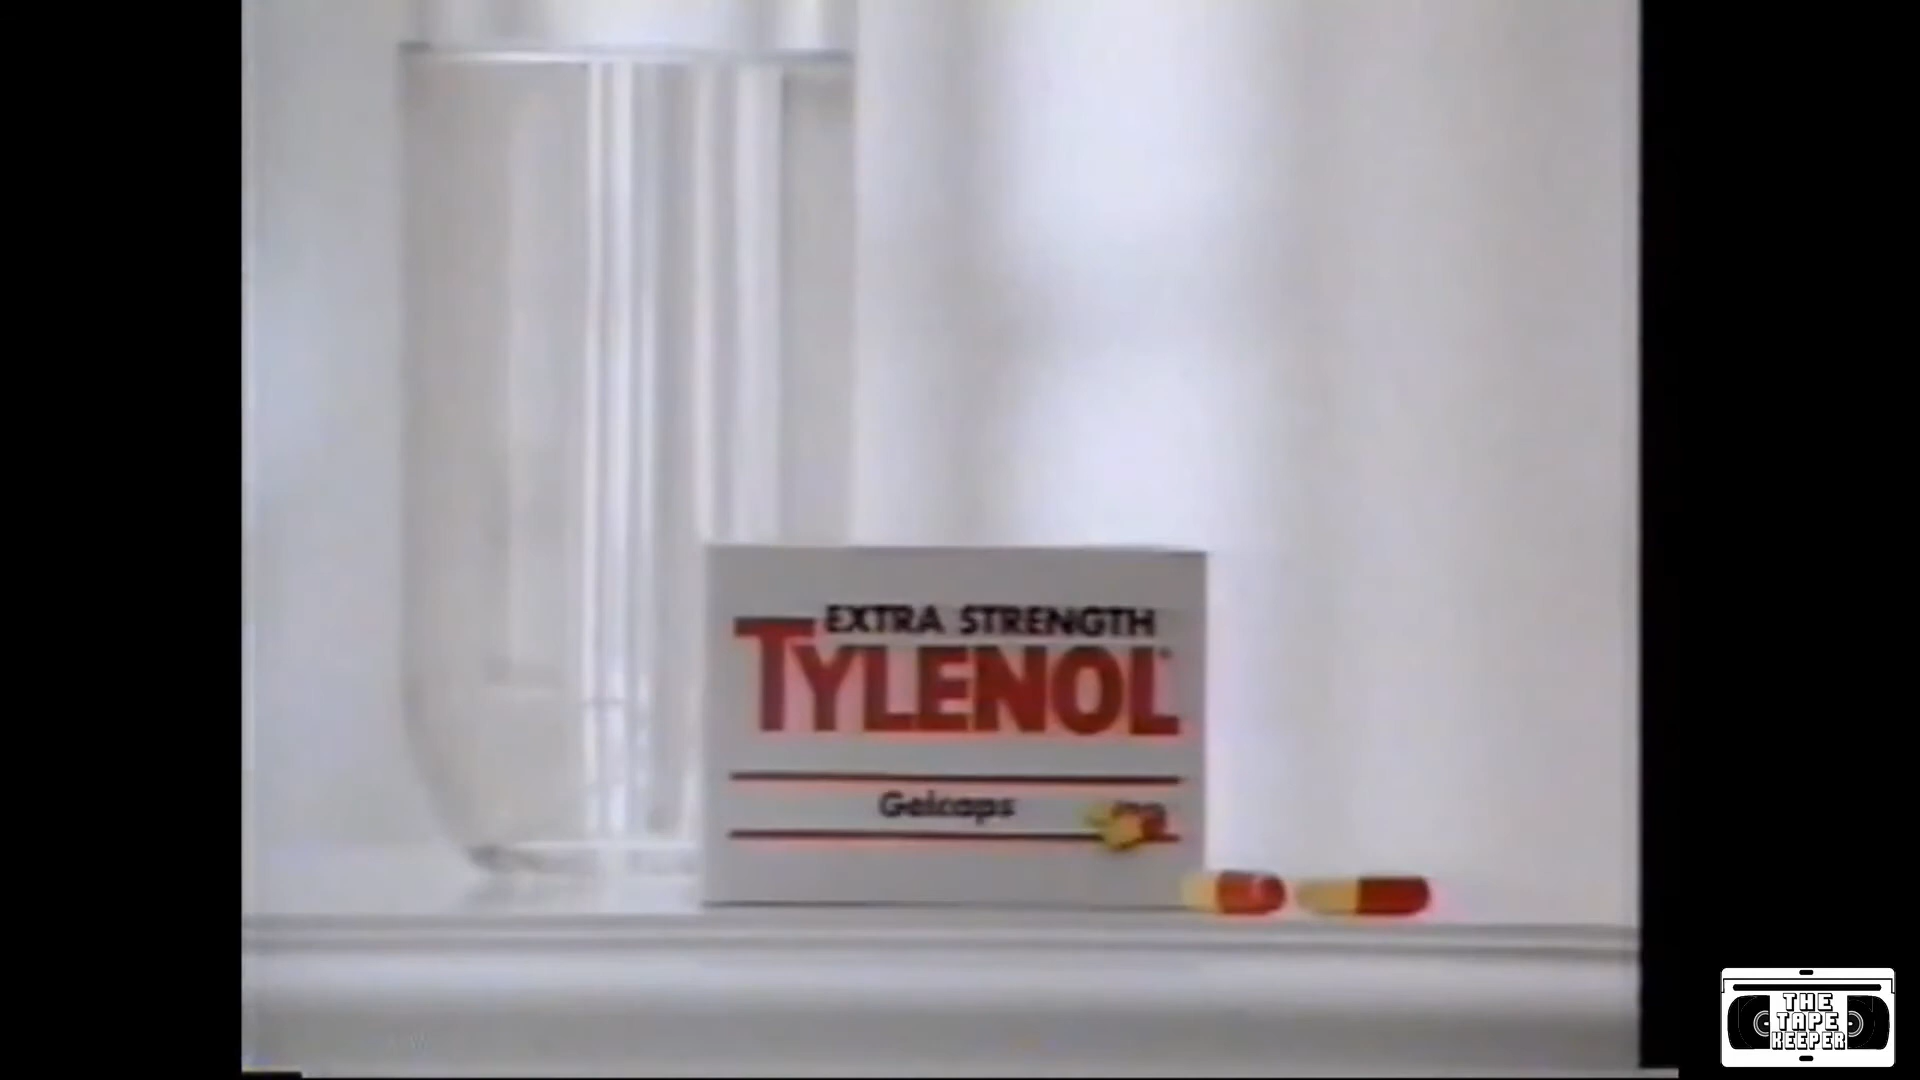 EXTRA STRENGTH
TYLENOL
Gelcaps
THE
TAPE
KEEPER